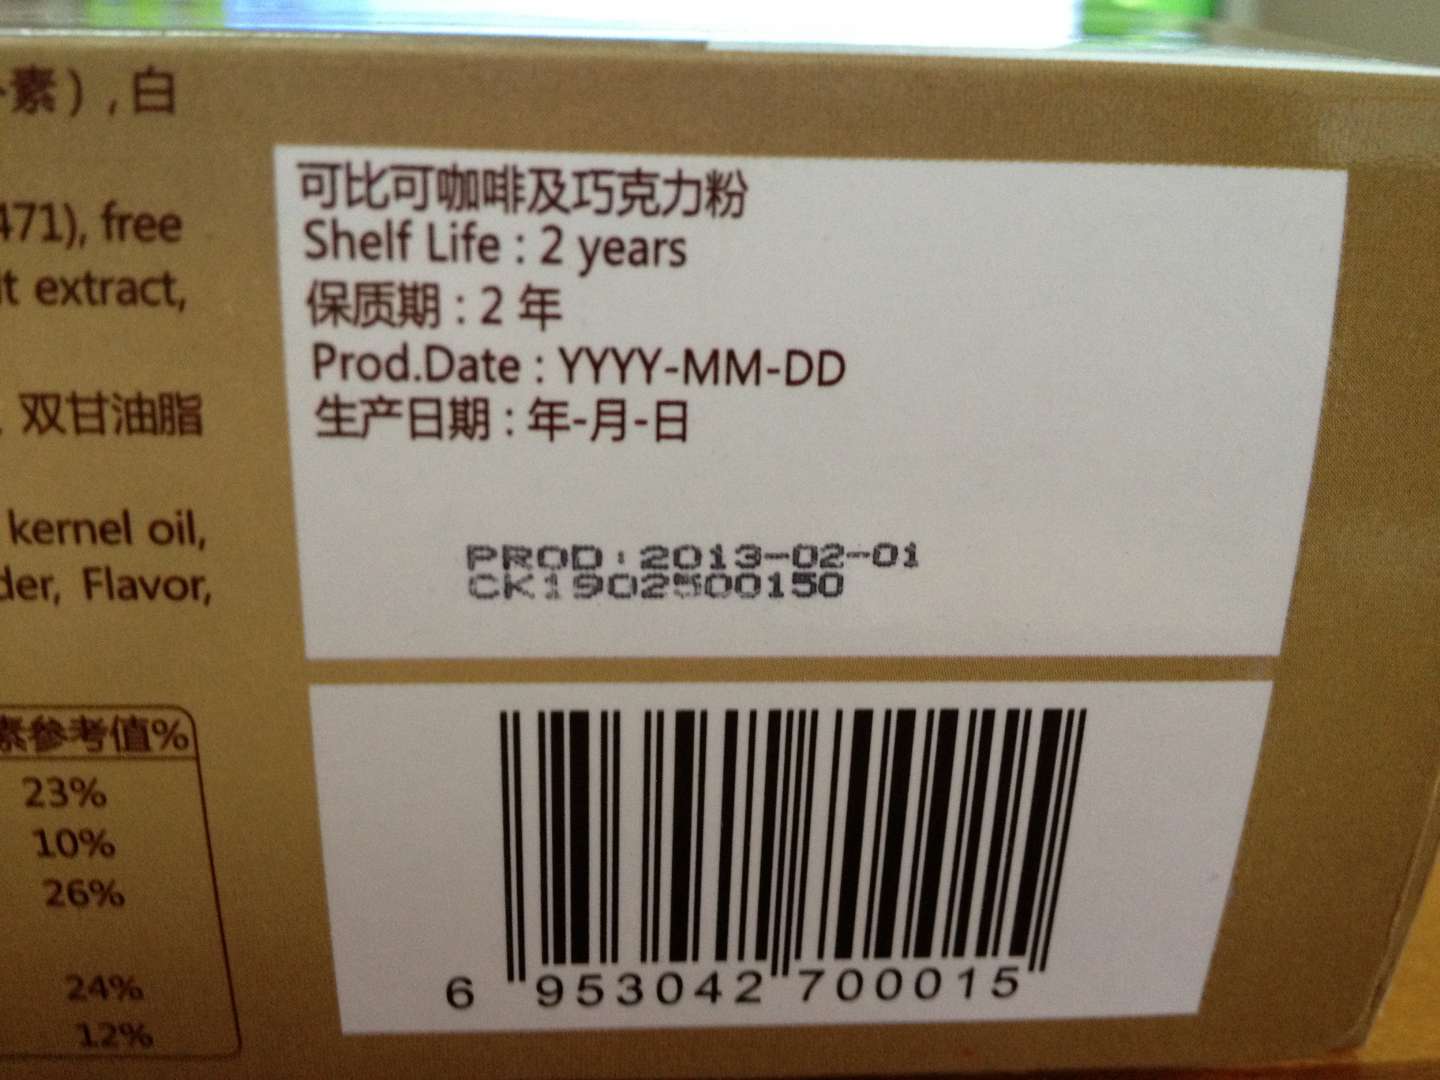 素）, 白
471), free
extract,
双甘油脂
kernel oil,
der, Flavor,
可比可咖啡及巧克力粉
Shelf Life : 2 years
保质期 : 2 年
Prod.Date : YYYY-MM-DD
生产日期 : 年-月-日
PROD: 2013-02-01
CK1902500150
素参考值%
23%
10%
26%
24%
12%
6 953042 700015